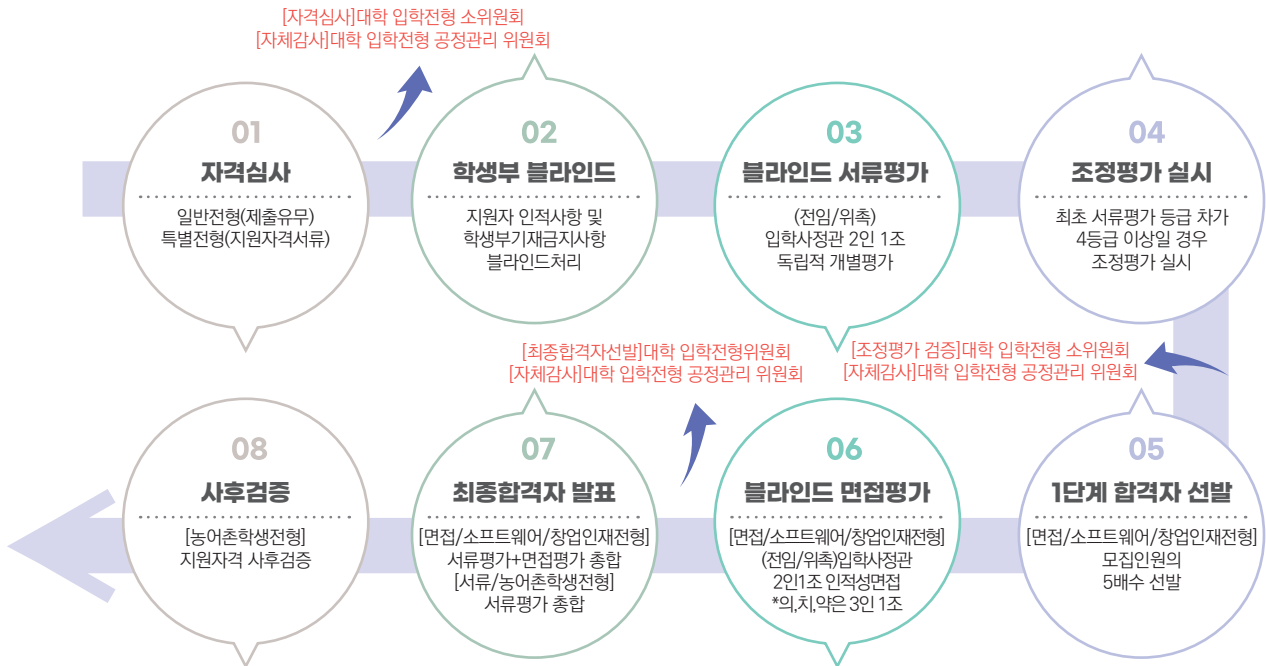 [자격심사]대학 입학전형 소위원회
[자체감사]대학 입학전형 공정관리 위원회
01
자격심사
일반전형(제출유무)
특별전형(지원자격서류)
02
학생부 블라인드
지원자 인적사항 및
학생부기재금지사항
블라인드처리
03
블라인드 서류평가
(전임/위촉)
입학사정관 2인 1조
독립적 개별평가
04
조정평가 실시
최초 서류평가 등급 차가
4등급 이상일 경우
조정평가 실시
[조정평가 검증]대학 입학전형 소위원회
[자체감사]대학 입학전형 공정관리 위원회
05
1단계 합격자 선발
[면접/소프트웨어/창업인재전형]
모집인원의
5배수 선발
06
블라인드 면접평가
[면접/소프트웨어/창업인재전형]
(전임/위촉)입학사정관
2인1조 인적성면접
*의,치,약은 3인 1조
[최종합격자선발]대학 입학전형위원회
[자체감사]대학 입학전형 공정관리 위원회
07
최종합격자 발표
[면접/소프트웨어/창업인재전형]
서류평가+면접평가 총합
[서류/농어촌학생전형]
서류평가 총합
08
사후검증
[농어촌학생전형]
지원자격 사후검증